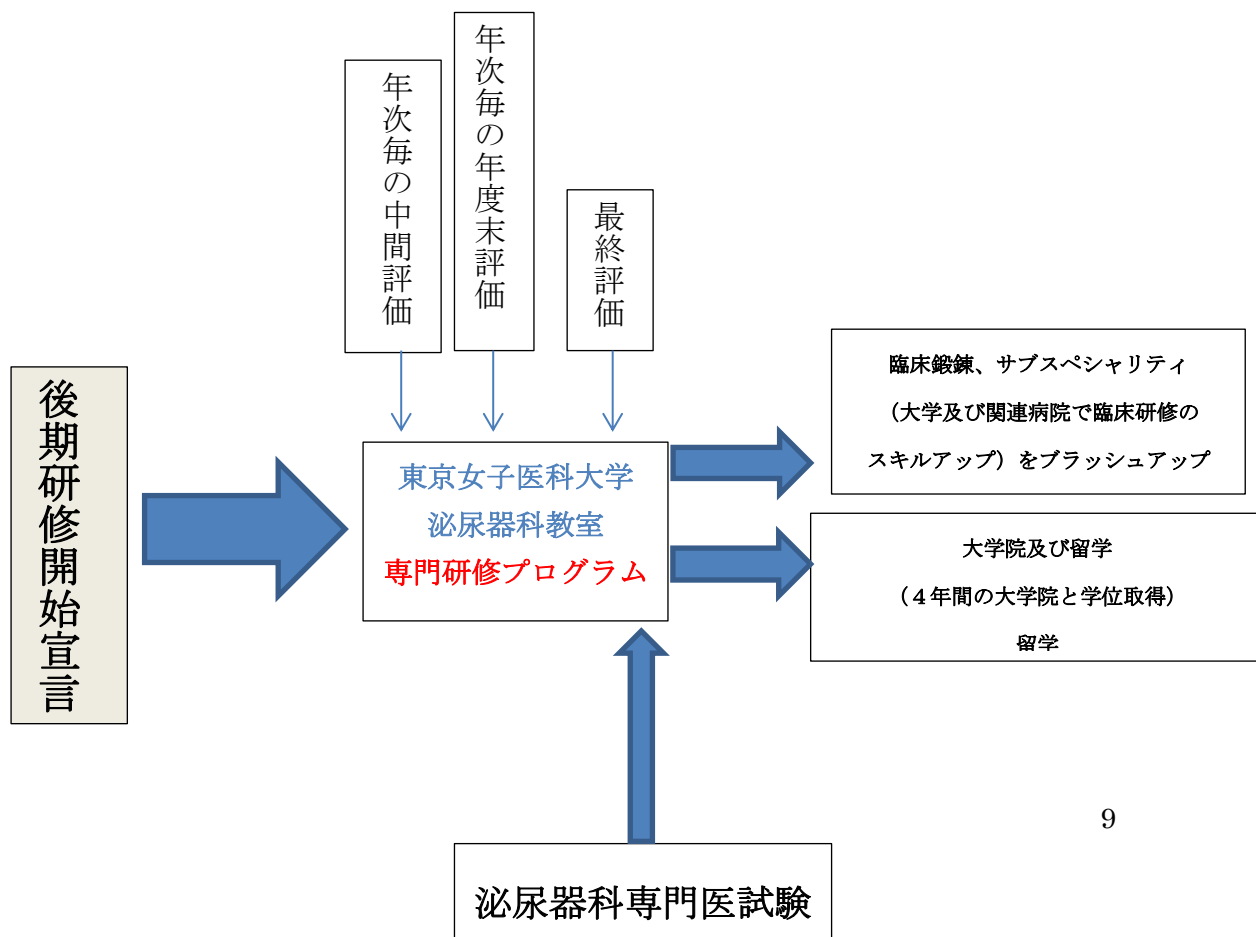 年次毎の中間評価
年次毎の年度末評価
最終評価
後期研修開始宣言
東京女子医科大学
泌尿器科教室
専門研修プログラム
臨床鍛錬、サブスペシャリティ
（大学及び関連病院で臨床研修の
スキルアップ）をブラッシュアップ
大学院及び留学
（４年間の大学院と学位取得）
留学
泌尿器科専門医試験
9